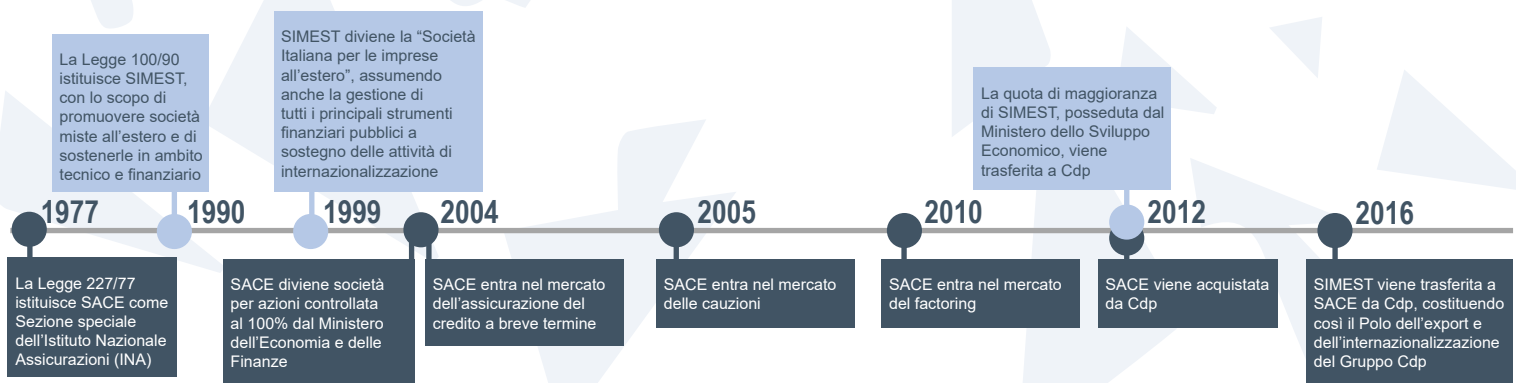 La Legge 100/90
istituisce SIMEST,
con lo scopo di
promuovere società
miste all'estero e di
sostenerle in ambito
tecnico e finanziario
SIMEST diviene la “Società
Italiana per le imprese
all'estero”, assumendo
anche la gestione di
tutti i principali strumenti
finanziari pubblici a
sostegno delle attività di
internazionalizzazione
La quota di maggioranza
di SIMEST, posseduta dal
Ministero dello Sviluppo
Economico, viene
trasferita a Cdp
1977
1990
1999
2004
2005
2010
2012
2016
La Legge 227/77
istituisce SACE come
Sezione speciale
dell'Istituto Nazionale
Assicurazioni (INA)
SACE diviene società
per azioni controllata
al 100% dal Ministero
dell'Economia e delle
Finanze
SACE entra nel mercato
dell'assicurazione del
credito a breve termine
SACE entra nel mercato
delle cauzioni
SACE entra nel mercato
del factoring
SACE viene acquistata
da Cdp
SIMEST viene trasferita a
SACE da Cdp, costituendo
così il Polo dell'export e
dell'internazionalizzazione
del Gruppo Cdp